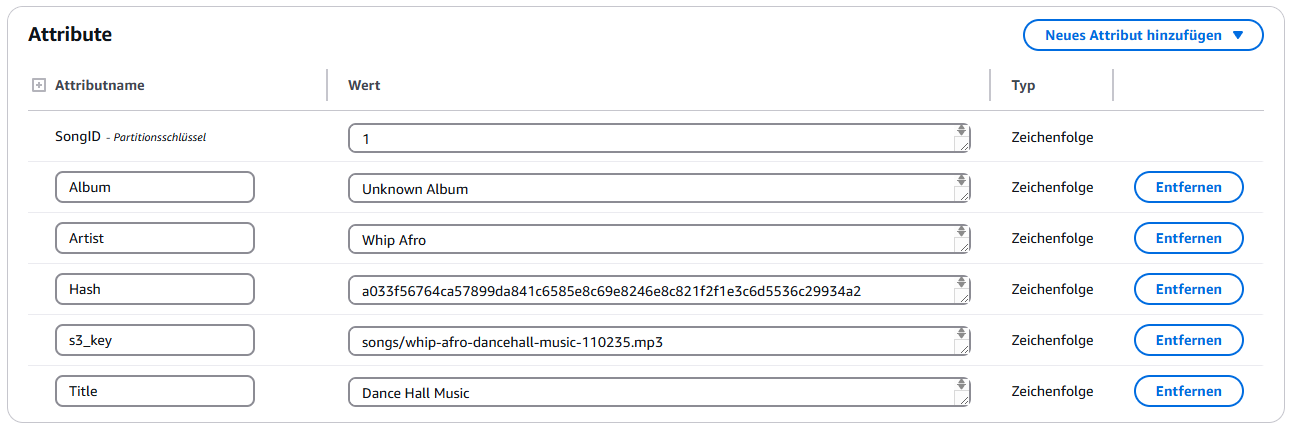 Attribute
Neues Attribut hinzufügen
Attributname Wert Typ
SongID - Partitionsschlüssel 1 Zeichenfolge
Album Unknown Album Zeichenfolge Entfernen
Artist Whip Afro Zeichenfolge Entfernen
Hash a033f56764ca57899da841c6585e8c69e8246e8c821f2f1e3c6d5536c29934a2 Zeichenfolge Entfernen
s3_key songs/whip-afro-dancehall-music-110235.mp3 Zeichenfolge Entfernen
Title Dance Hall Music Zeichenfolge Entfernen